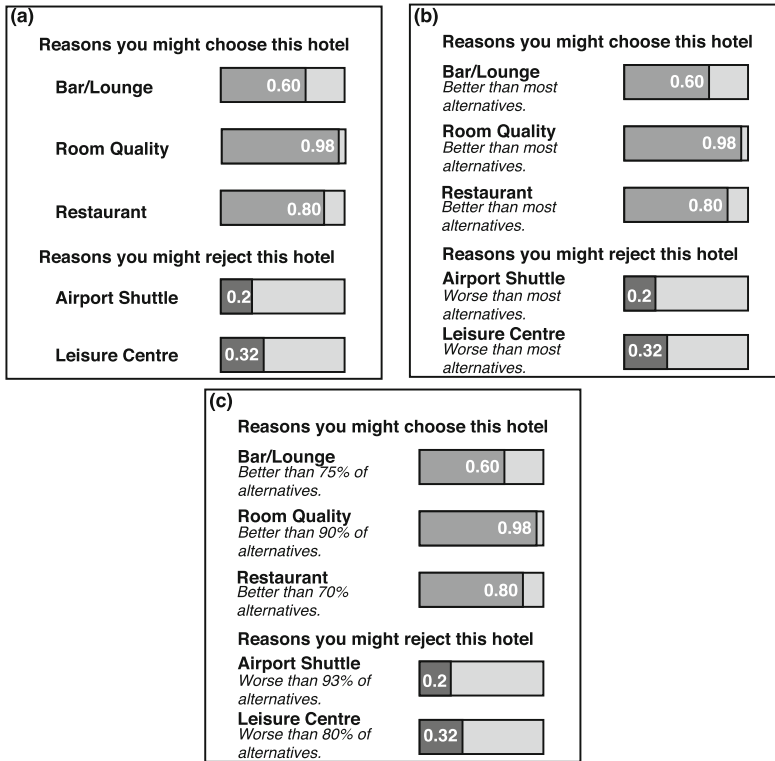 (a)
Reasons you might choose this hotel
Bar/Lounge
0.60
Room Quality
0.98
Restaurant
0.80
Reasons you might reject this hotel
Airport Shuttle
0.2
Leisure Centre
0.32
(b)
Reasons you might choose this hotel
Bar/Lounge
Better than most
alternatives.
0.60
Room Quality
Better than most
alternatives.
0.98
Restaurant
Better than most
alternatives.
0.80
Reasons you might reject this hotel
Airport Shuttle
Worse than most
alternatives.
0.2
Leisure Centre
Worse than most
alternatives.
0.32
(c)
Reasons you might choose this hotel
Bar/Lounge
Better than 75% of
alternatives.
0.60
Room Quality
Better than 90% of
alternatives.
0.98
Restaurant
Better than 70%
alternatives.
0.80
Reasons you might reject this hotel
Airport Shuttle
Worse than 93% of
alternatives.
0.2
Leisure Centre
Worse than 80% of
alternatives.
0.32